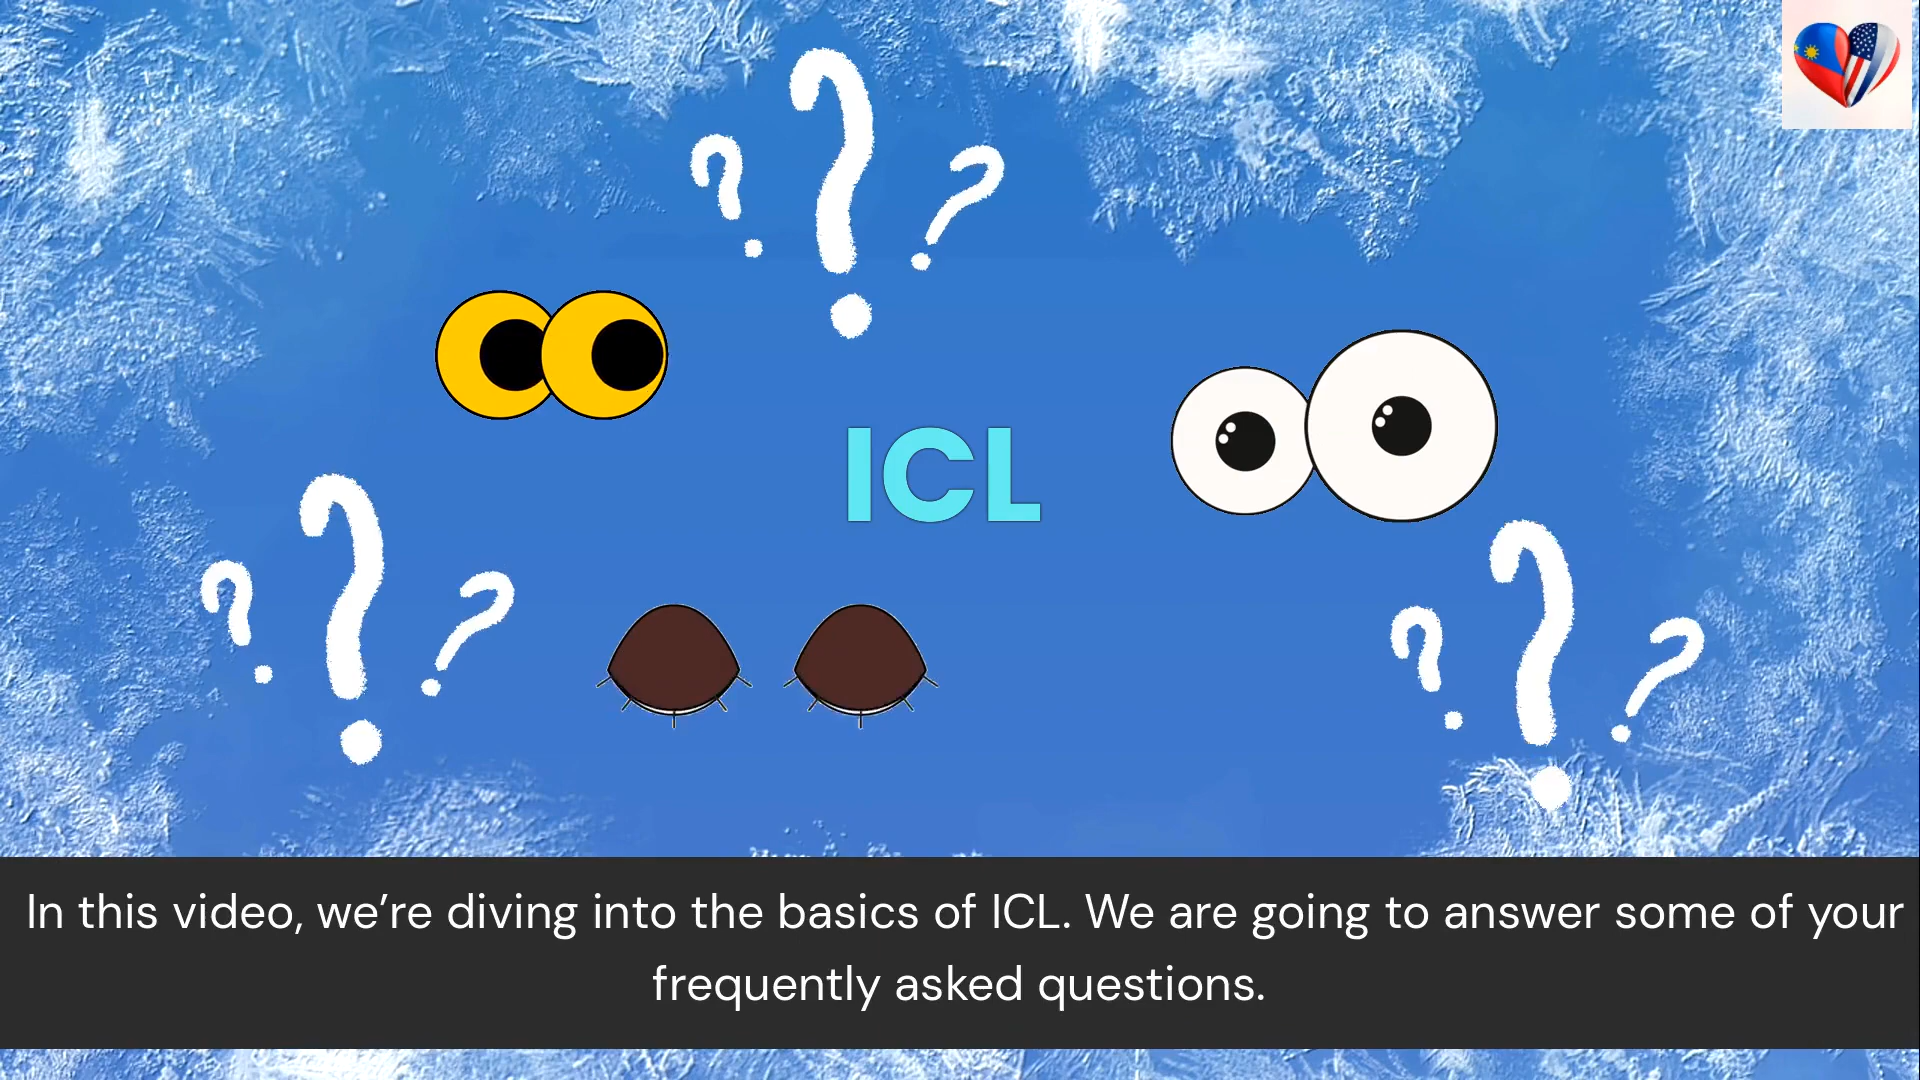 ? ? ?
ICL
? ? ?
? ? ?
In this video, we’re diving into the basics of ICL. We are going to answer some of your
frequently asked questions.